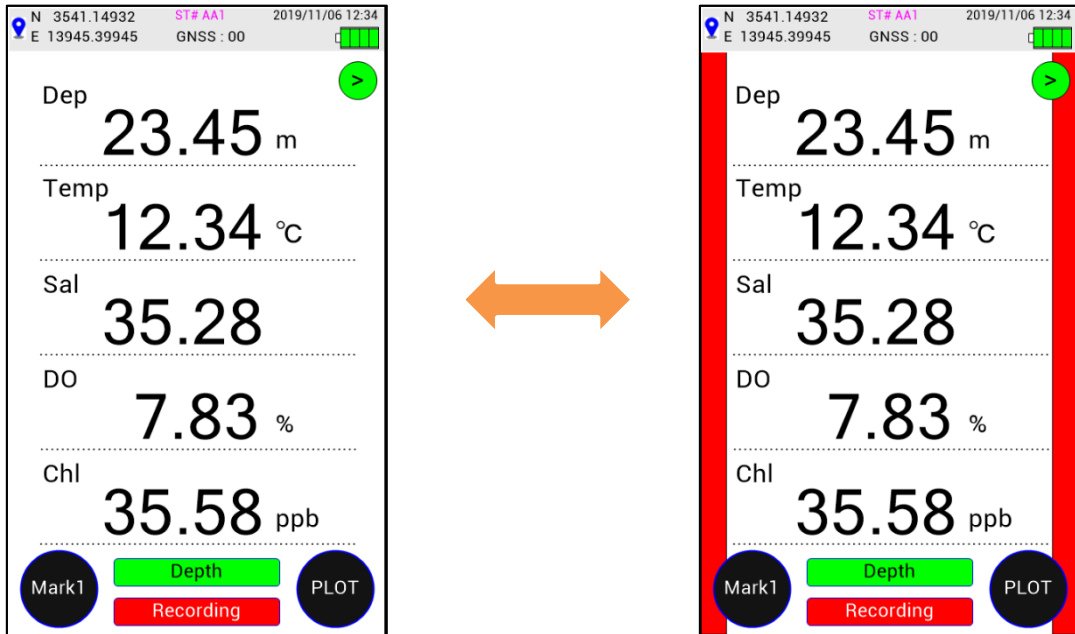 N 3541.14932 ST# AA1 2019/11/06 12:34
E 13945.39945 GNSS : 00
>
Dep
23.45 m
Temp
12.34 ℃
Sal
35.28
DO
7.83 %
Chl
35.58 ppb
Depth
Mark1 PLOT
Recording
N 3541.14932 ST# AA1 2019/11/06 12:34
E 13945.39945 GNSS : 00
>
Dep
23.45 m
Temp
12.34 ℃
Sal
35.28
DO
7.83 %
Chl
35.58 ppb
Depth
Mark1 PLOT
Recording